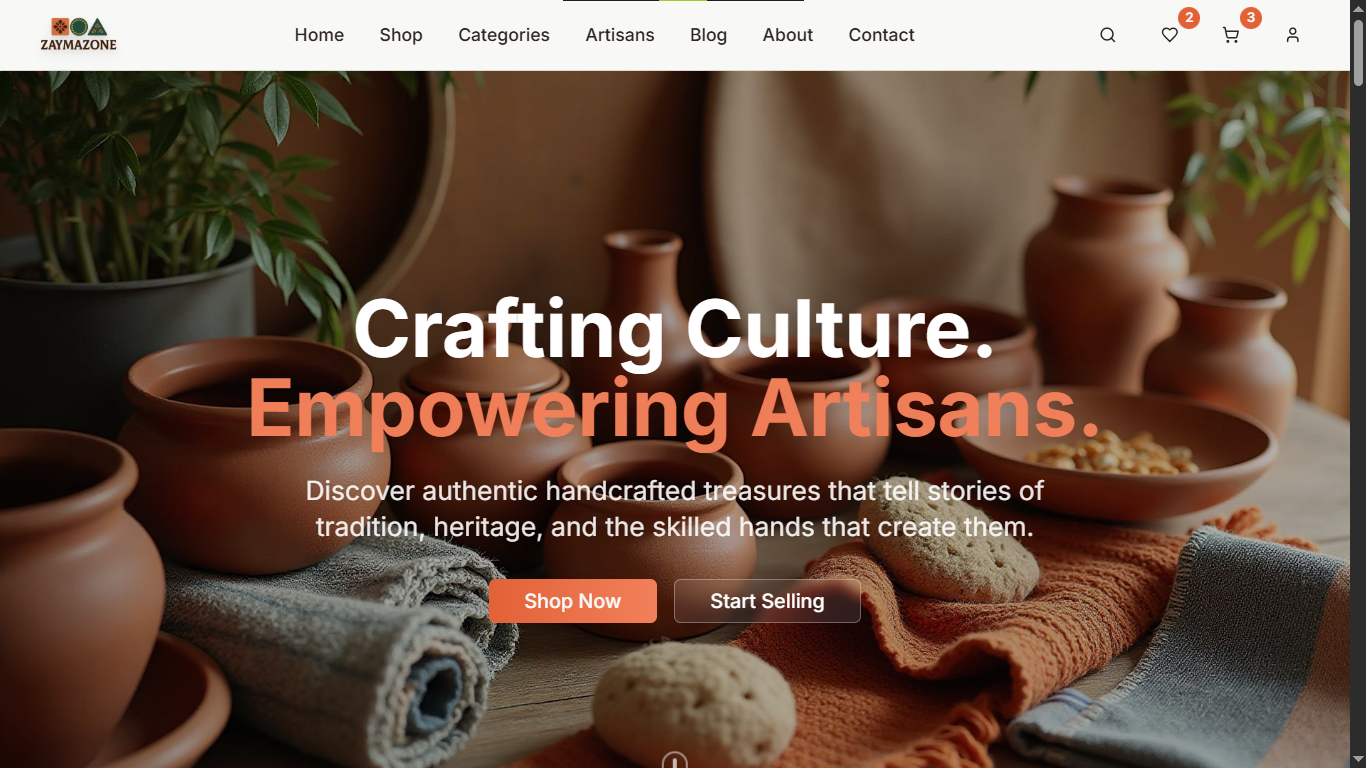 ZAYMAZONE
Home
Shop
Categories
Artisans
Blog
About
Contact
2
3
Crafting Culture.
Empowering Artisans.
Discover authentic handcrafted treasures that tell stories of
tradition, heritage, and the skilled hands that create them.
Shop Now
Start Selling